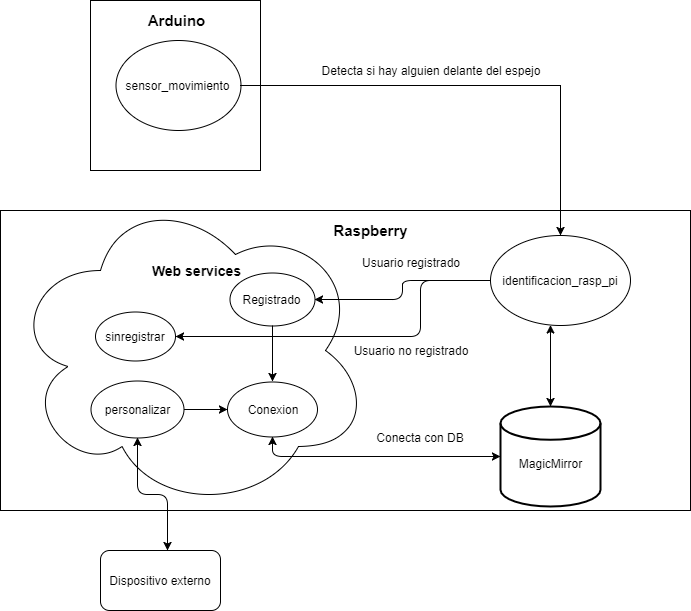 Arduino
sensor_movimiento
Detecta si hay alguien delante del espejo
Raspberry
Web services
Usuario registrado
identificacion_rasp_pi
Registrado
sinregistrar
Usuario no registrado
personalizar
Conexion
Conecta con DB
MagicMirror
Dispositivo externo